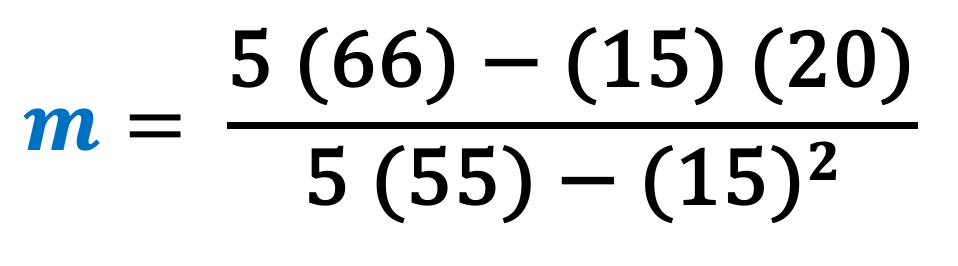 m = 5 (66) − (15) (20)
5 (55) − (15)²